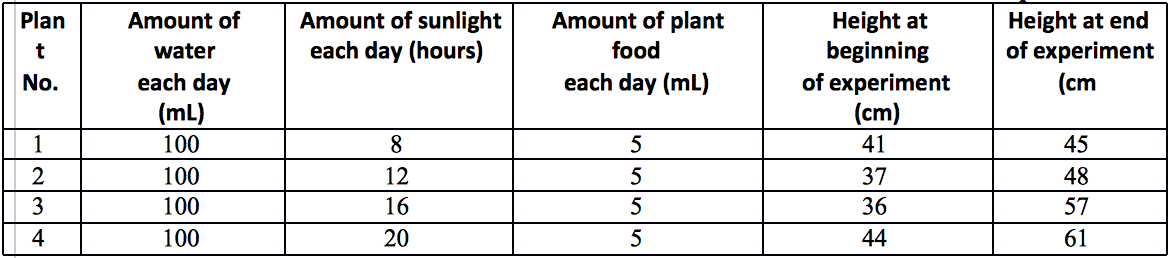 Plan Amount of Amount of sunlight Amount of plant Height at Height at end
t water each day (hours) food beginning of experiment
No. each day each day (mL) of experiment (cm
(mL) (cm)
1 100 8 5 41 45
2 100 12 5 37 48
3 100 16 5 36 57
4 100 20 5 44 61